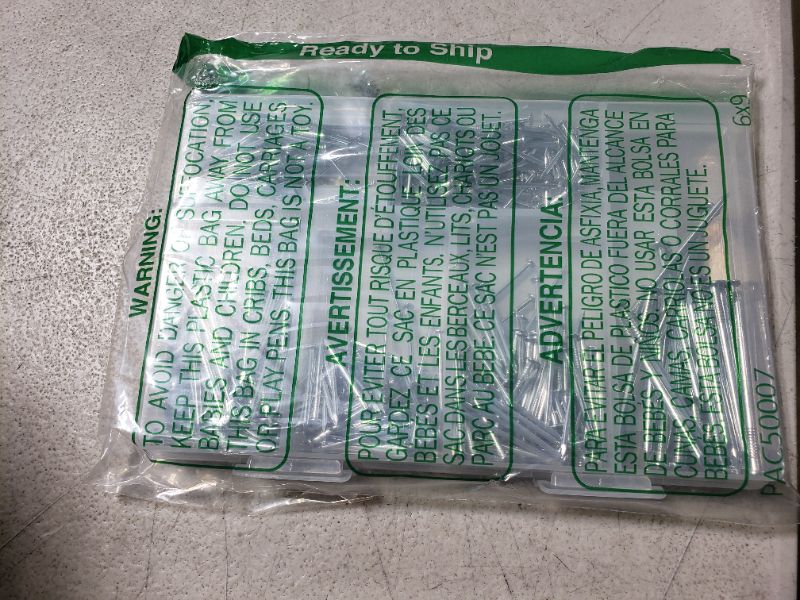 Ready to Ship
WARNING:
TO AVOID DANGER OF SUFFOCATION,
KEEP THIS PLASTIC BAG AWAY FROM
BABIES AND CHILDREN. DO NOT USE
THIS BAG IN CRIBS, BEDS, CARRIAGES
OR PLAY PENS. THIS BAG IS NOT A TOY.
AVERTISSEMENT:
POUR EVITER TOUT RISQUE D'ÉTOUFFEMENT,
GARDEZ CE SAC EN PLASTIQUE LOIN DES
BEBES ET LES ENFANTS. N'UTILISEZ PAS CE
SAC DANS LES BERCEAUX, LITS, CHARIOTS OU
PARC AU BEBE. CE SAC N'EST PAS UN JOUET.
ADVERTENCIA:
PARA EVITAR EL PELIGRO DE ASFIXIA, MANTENGA
ESTA BOLSA DE PLASTICO FUERA DEL ALCANCE
DE BEBÉS Y NIÑOS. NO USAR ESTA BOLSA EN
CUNAS, CAMAS, CARRIOLAS O CORRALES PARA
BEBES. ESTA BOLSA NO ES UN JUGUETE.
6x9
PAC50007